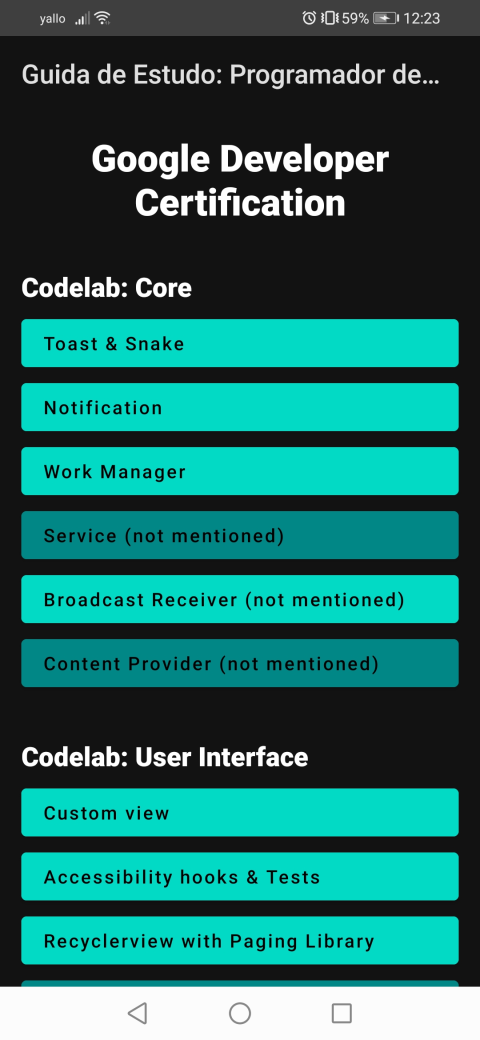 yallo 59% 12:23
Guida de Estudo: Programador de...
Google Developer
Certification
Codelab: Core
Toast & Snake
Notification
Work Manager
Service (not mentioned)
Broadcast Receiver (not mentioned)
Content Provider (not mentioned)
Codelab: User Interface
Custom view
Accessibility hooks & Tests
Recyclerview with Paging Library